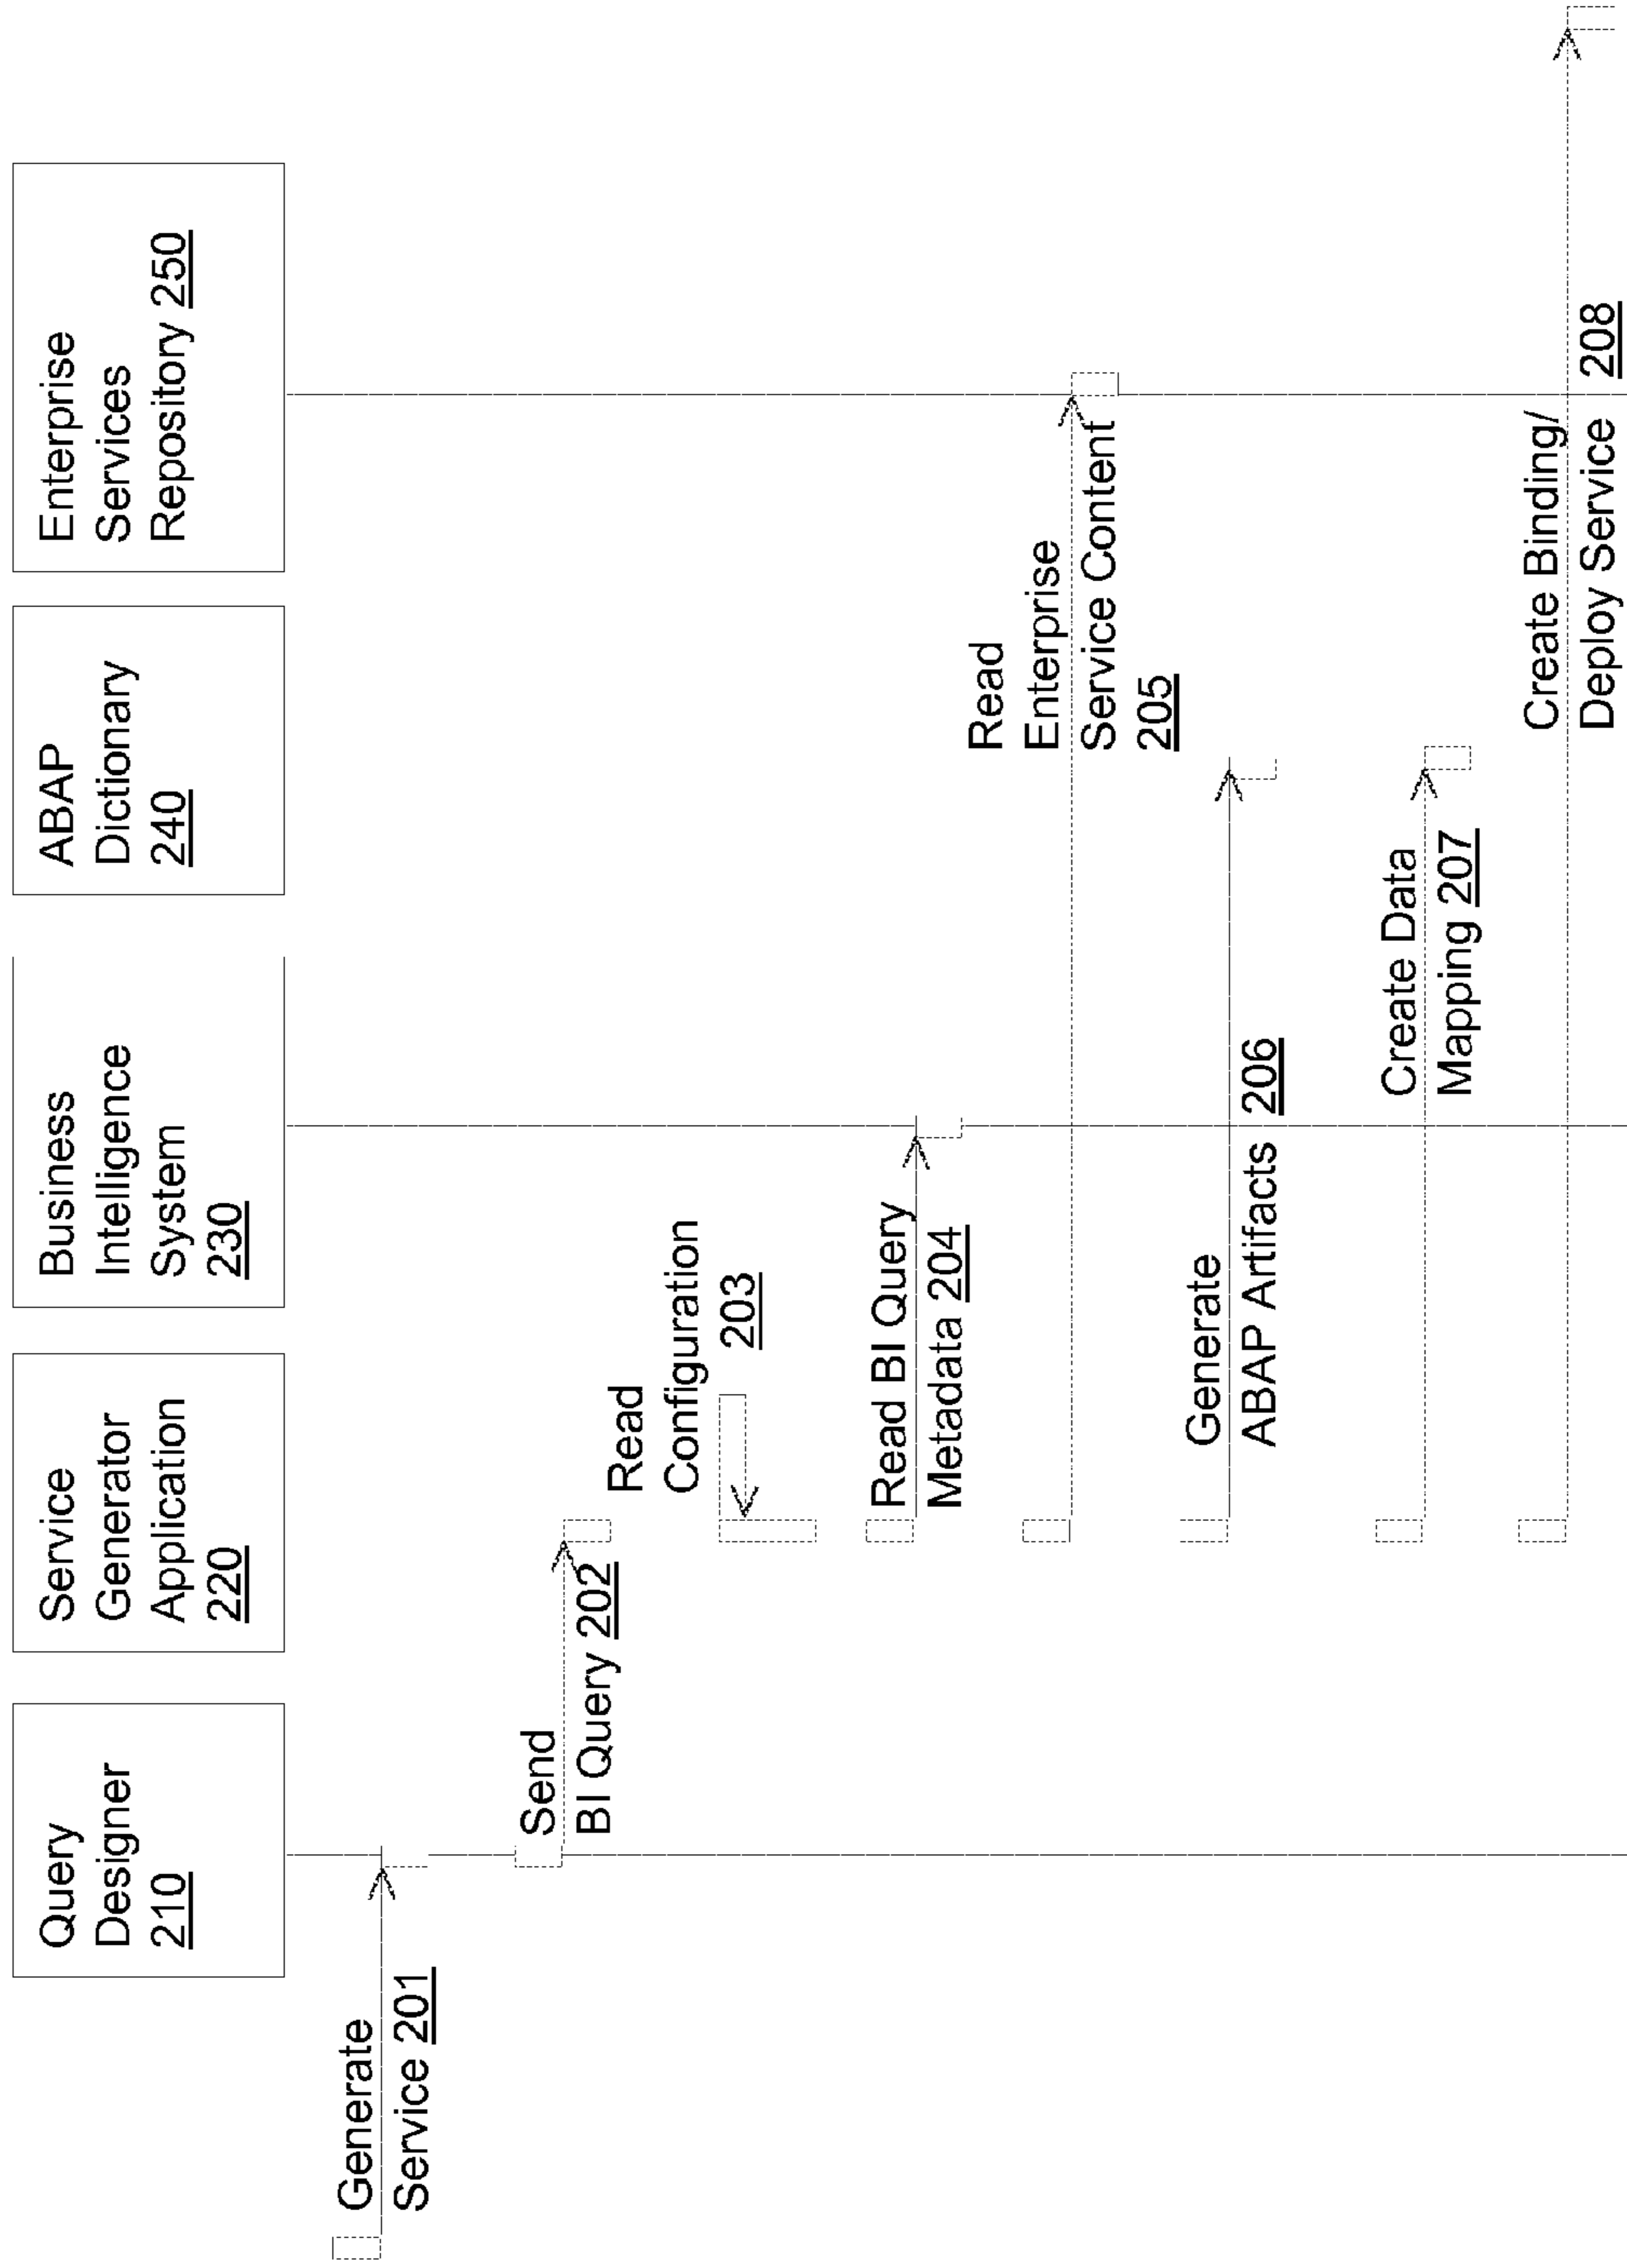 Query
Designer
210
Service
Generator
Application
220
Business
Intelligence
System
230
ABAP
Dictionary
240
Enterprise
Services
Repository 250
Generate
Service 201
Send
BI Query 202
Read
Configuration
203
Read BI Query
Metadata 204
Read
Enterprise
Service Content
205
Generate
ABAP Artifacts 206
Create Data
Mapping 207
Create Binding/
Deploy Service 208